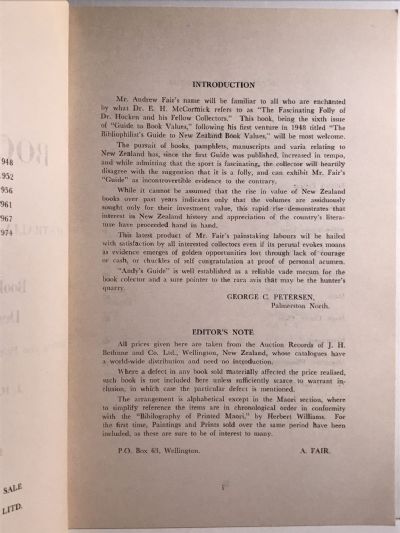 INTRODUCTION
Mr. Andrew Fair's name will be familiar to all who are enchanted
by what Dr. E. H. McCormick refers to as "The Fascinating Folly of
Dr. Hocken and his Fellow Collectors." This book, being the sixth issue
of "Guide to Book Values," following his first venture in 1948 titled "The
Bibliophilist's Guide to New Zealand Book Values," will be most welcome.
The pursuit of books, pamphlets, manuscripts and varia relating to
New Zealand has, since the first Guide was published, increased in tempo,
and while admitting that the sport is fascinating, the collector will heartily
disagree with the suggestion that it is a folly, and can exhibit Mr. Fair's
"Guide" as incontrovertible evidence to the contrary.
While it cannot be assumed that the rise in value of New Zealand
books over past years indicates only that the volumes are assiduously
sought only for their investment value, this rapid rise demonstrates that
interest in New Zealand history and appreciation of the country's litera-
ture have proceeded hand in hand.
This latest product of Mr. Fair's painstaking labours will be hailed
with satisfaction by all interested collectors even if its perusal evokes moans
as evidence emerges of golden opportunities lost through lack of courage
or cash, or chuckles of self congratulation at proof of personal acumen.
"Andy's Guide" is well established as a reliable vade mecum for the
book colector and a sure pointer to the rara avis that may be the hunter's
quarry.
GEORGE C. PETERSEN,
Palmerston North.
EDITOR'S NOTE
All prices given here are taken from the Auction Records of J. H.
Bethune and Co. Ltd., Wellington, New Zealand, whose catalogues have
a world-wide distribution and need no introduction.
Where a defect in any book sold materially affected the price realised,
such book is not included here unless sufficiently scarce to warrant in-
clusion, in which case the particular defect is mentioned.
The arrangement is alphabetical except in the Maori section, where
to simplify reference the items are in chronological order in conformity
with the "Bibilography of Printed Maori," by Herbert Williams. For
the first time, Paintings and Prints sold over the same period have been
included, as these are sure to be of interest to many.
P.O. Box 63, Wellington. A. FAIR.
1948
1952
1956
1961
1967
1974
SALE
LITD.